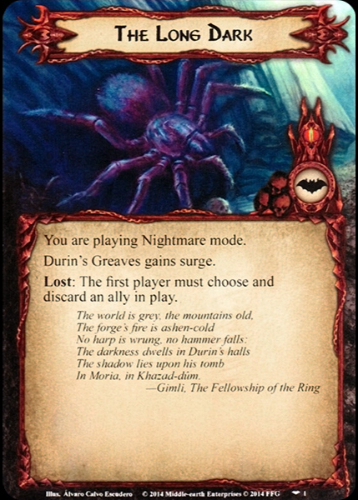 THE LONG DARK
You are playing Nightmare mode.
Durin's Greaves gains surge.
Lost: The first player must choose and
discard an ally in play.
The world is grey, the mountains old,
The forge's fire is ashen-cold
No harp is wrung, no hammer falls:
The darkness dwells in Durin's halls
The shadow lies upon his tomb
In Moria, in Khazad-dûm.
—Gimli, The Fellowship of the Ring
Illus. Álvaro Calvo Escudero © 2014 Middle-earth Enterprises © 2014 FFG 1